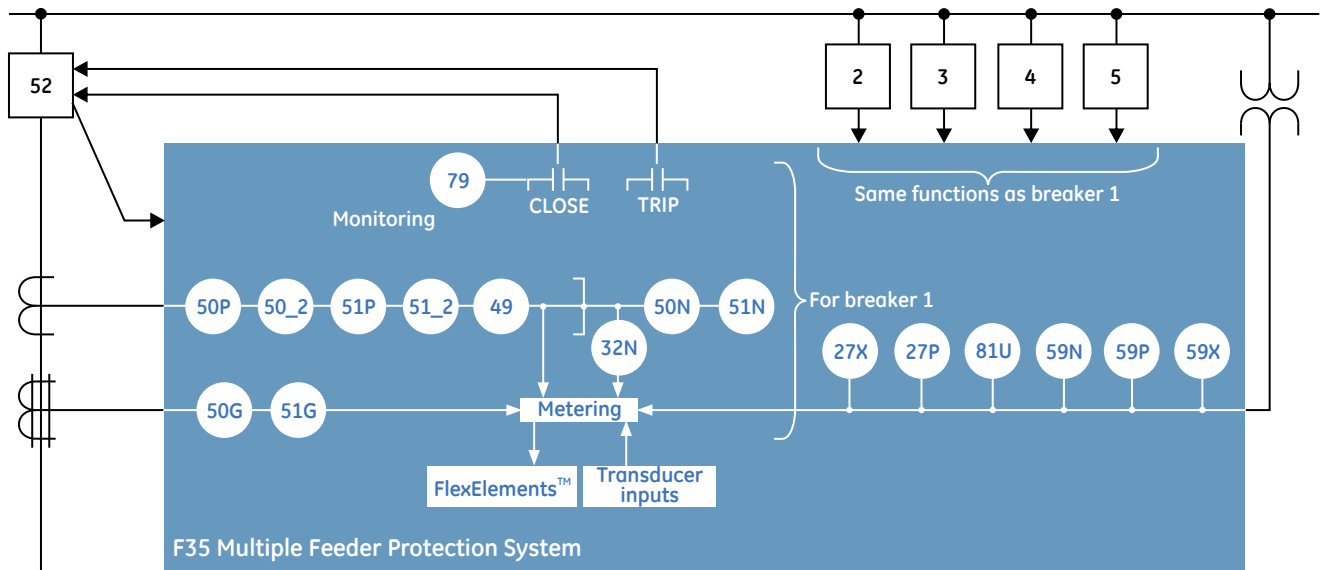 52
2
3
4
5
79
CLOSE
TRIP
Monitoring
Same functions as breaker 1
50P
50_2
51P
51_2
49
50N
51N
32N
For breaker 1
27X
27P
81U
59N
59P
59X
50G
51G
Metering
FlexElements™
Transducer
inputs
F35 Multiple Feeder Protection System